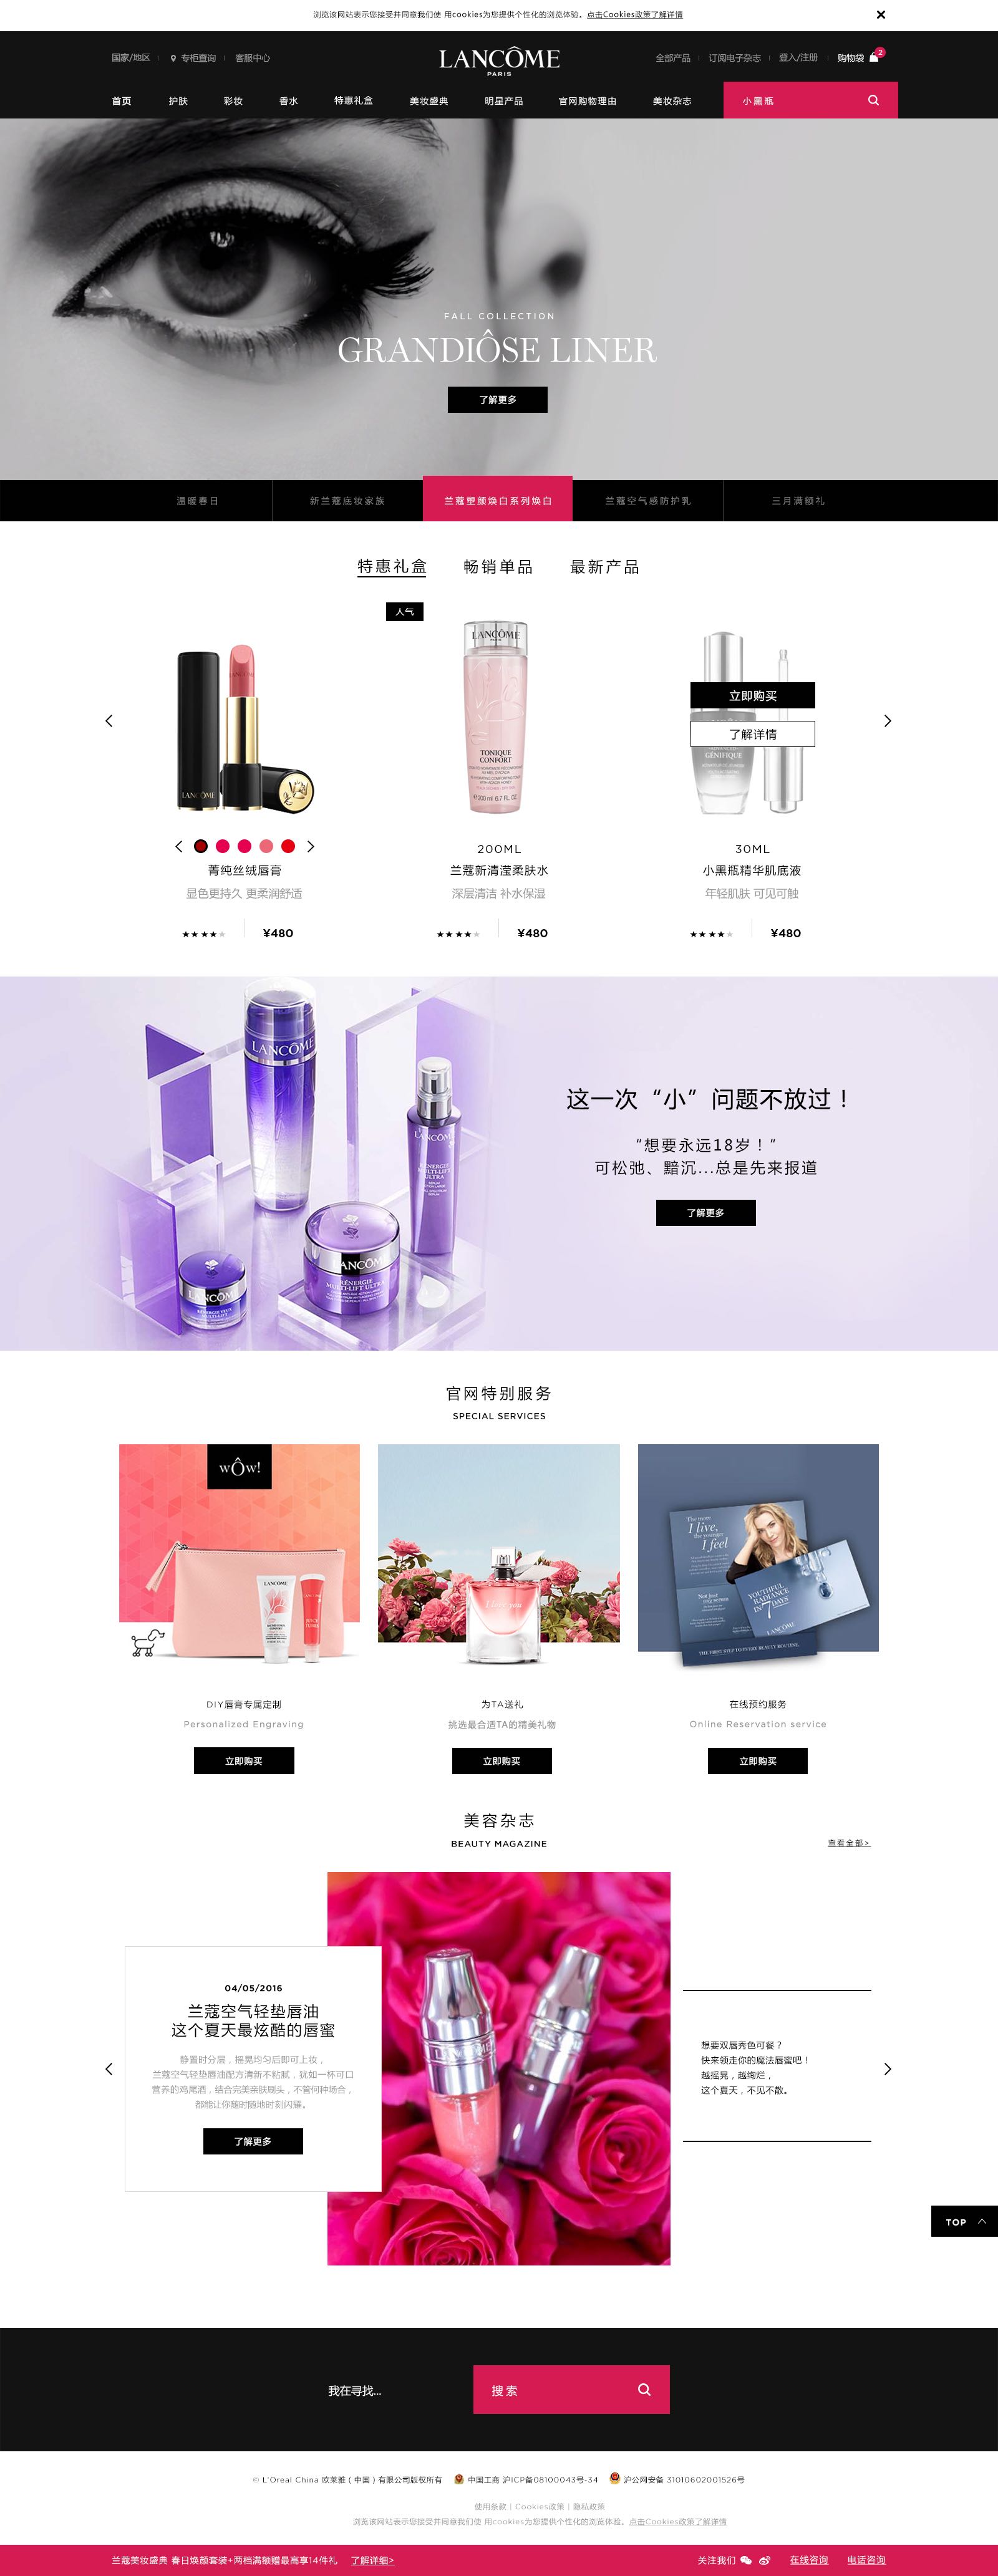 浏览该网站表示您接受并同意我们使 用cookies为您提供个性化的浏览体验。点击Cookies政策了解详情
国家/地区 专柜查询 客服中心
LANCÔME
PARIS
全部产品 订阅电子杂志 登入/注册 购物袋 2
首页 护肤 彩妆 香水 特惠礼盒 美妆盛典 明星产品 官网购物理由 美妆杂志 小黑瓶
FALL COLLECTION
GRANDIÔSE LINER
了解更多
温暖春日 新兰蔻底妆家族 兰蔻塑颜焕白系列焕白 兰蔻空气感防护乳 三月满额礼
特惠礼盒 畅销单品 最新产品
人气
LANCÔME
LANCÔME
PARIS
TONIQUE
CONFORT
200 ml 6.7 FL. OZ
立即购买
了解详情
ADVANCED
GÉNIFIQUE
菁纯丝绒唇膏
显色更持久 更柔润舒适
★★★★★ ¥480
200ML
兰蔻新清滢柔肤水
深层清洁 补水保湿
★★★★★ ¥480
30ML
小黑瓶精华肌底液
年轻肌肤 可见可触
★★★★★ ¥480
LANCÔME
LANCÔME
RÉNERGIE
MULTI-LIFT
ULTRA
LANCÔME
RÉNERGIE
MULTI-LIFT ULTRA
LANCÔME
RÉNERGIE YEUX
MULTI-LIFT
这一次“小”问题不放过！
“想要永远18岁！”
可松弛、黯沉...总是先来报道
了解更多
官网特别服务
SPECIAL SERVICES
wÔw!
LANCÔME
JUICY
TUBES
The more
I live,
the younger
I feel
YOUTHFUL
RADIANCE
IN 7 DAYS
LANCÔME
THE FIRST STEP TO EVERY BEAUTY ROUTINE.
DIY唇膏专属定制
Personalized Engraving
立即购买
为TA送礼
挑选最合适TA的精美礼物
立即购买
在线预约服务
Online Reservation service
立即购买
美容杂志
BEAUTY MAGAZINE
查看全部>
04/05/2016
兰蔻空气轻垫唇油
这个夏天最炫酷的唇蜜
静置时分层，摇晃均匀后即可上妆，
兰蔻空气轻垫唇油配方清新不粘腻，犹如一杯可口
营养的鸡尾酒，结合完美亲肤刷头，不管何种场合，
都能让你随时随地时刻闪耀。
了解更多
想要双唇秀色可餐？
快来领走你的魔法唇蜜吧！
越摇晃，越绚烂，
这个夏天，不见不散。
TOP
我在寻找... 搜索
© L'Oreal China 欧莱雅（中国）有限公司版权所有 中国工商 沪ICP备08100043号-34 沪公网安备 31010602001526号
使用条款 | Cookies政策 | 隐私政策
浏览该网站表示您接受并同意我们使 用cookies为您提供个性化的浏览体验。点击Cookies政策了解详情
兰蔻美妆盛典 春日焕颜套装+两档满额赠最高享14件礼 了解详细> 关注我们 在线咨询 电话咨询